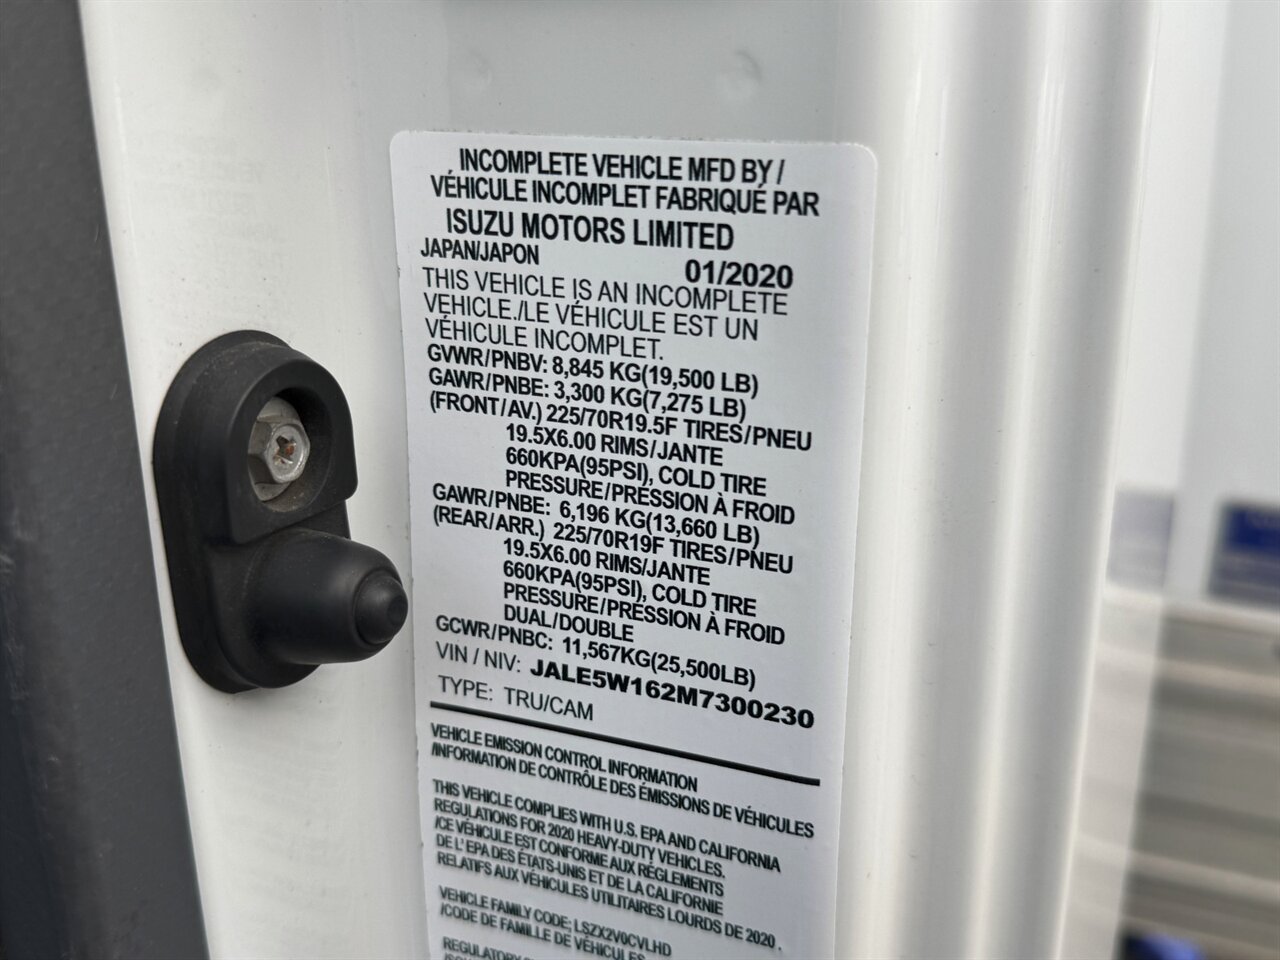 INCOMPLETE VEHICLE MFD BY /
VÉHICULE INCOMPLET FABRIQUÉ PAR
ISUZU MOTORS LIMITED
JAPAN/JAPON 01/2020
THIS VEHICLE IS AN INCOMPLETE
VEHICLE./LE VÉHICULE EST UN
VÉHICULE INCOMPLET.
GVWR/PNBV: 8,845 KG(19,500 LB)
GAWR/PNBE: 3,300 KG(7,275 LB)
(FRONT/AV.) 225/70R19.5F TIRES/PNEU
19.5X6.00 RIMS/JANTE
660KPA(95PSI), COLD TIRE
PRESSURE/PRESSION À FROID
GAWR/PNBE: 6,196 KG(13,660 LB)
(REAR/ARR.) 225/70R19F TIRES/PNEU
19.5X6.00 RIMS/JANTE
660KPA(95PSI), COLD TIRE
PRESSURE/PRESSION À FROID
DUAL/DOUBLE
GCWR/PNBC: 11,567KG(25,500LB)
VIN / NIV: JALE5W162M7300230
TYPE: TRU/CAM
VEHICLE EMISSION CONTROL INFORMATION
/INFORMATION DE CONTRÔLE DES ÉMISSIONS DE VÉHICULES
THIS VEHICLE COMPLIES WITH U.S. EPA AND CALIFORNIA
REGULATIONS FOR 2020 HEAVY-DUTY VEHICLES.
/CE VÉHICULE EST CONFORME AUX RÉGLEMENTS
DE L' EPA DES ÉTATS-UNIS ET DE LA CALIFORNIE
RELATIFS AUX VÉHICULES UTILITAIRES LOURDS DE 2020 .
VEHICLE FAMILY CODE; LSZX2V0CVLHD
/CODE DE FAMILLE DE VÉHICULES
REGULATORY